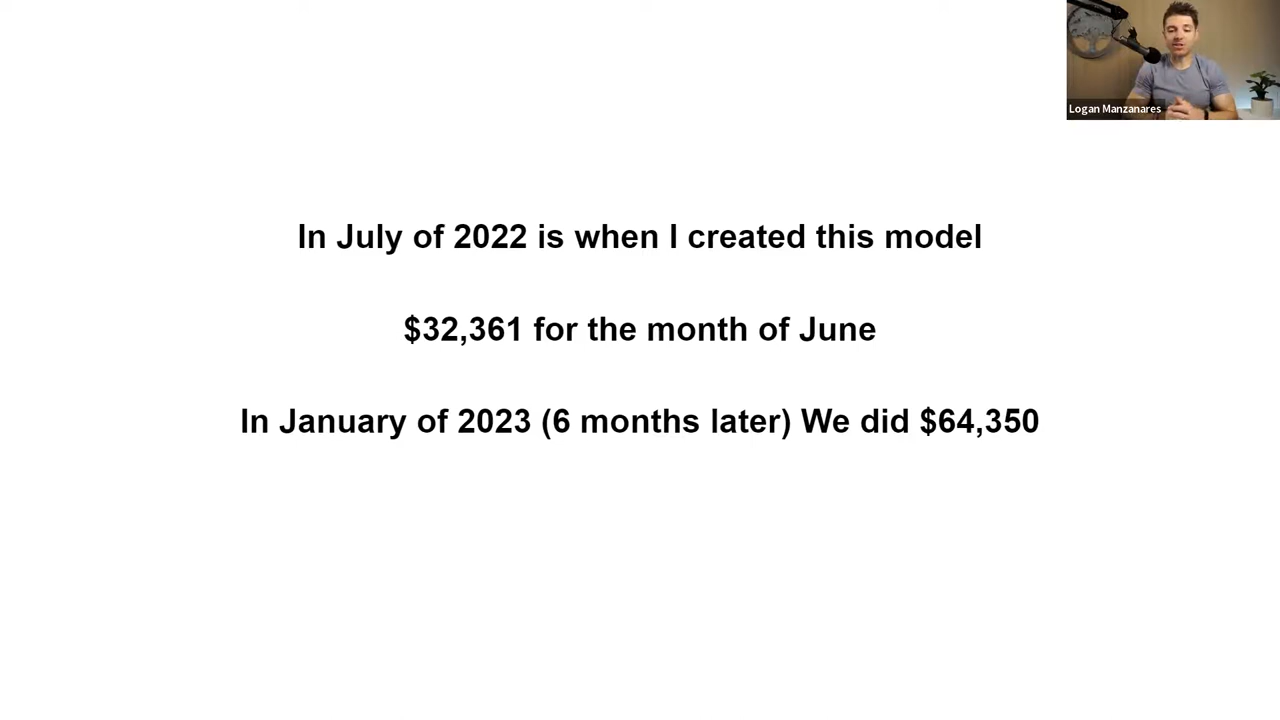 Logan Manzanares
In July of 2022 is when I created this model
$32,361 for the month of June
In January of 2023 (6 months later) We did $64,350